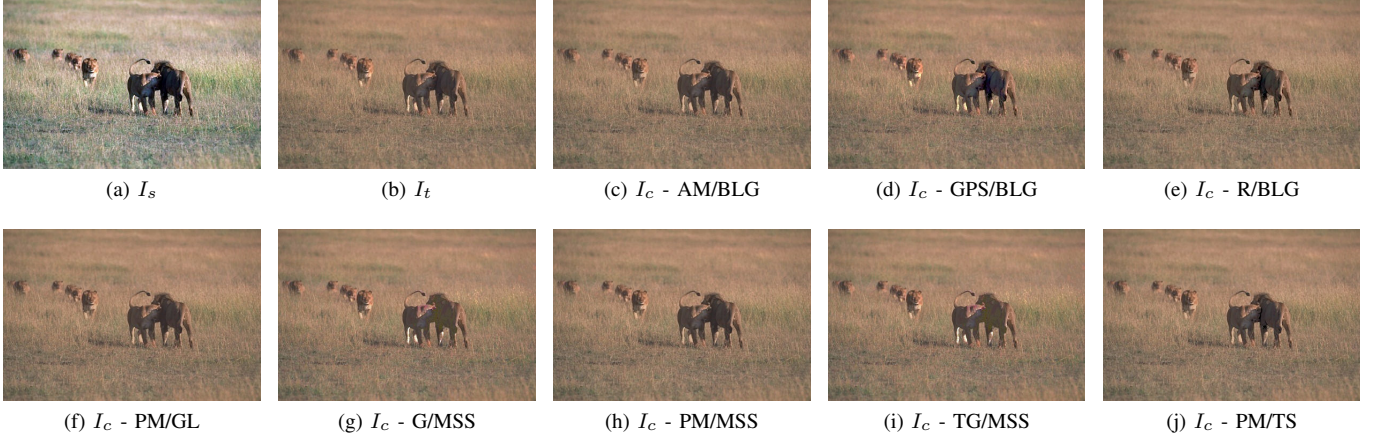 (a) I_s
(b) I_t
(c) I_c - AM/BLG
(d) I_c - GPS/BLG
(e) I_c - R/BLG
(f) I_c - PM/GL
(g) I_c - G/MSS
(h) I_c - PM/MSS
(i) I_c - TG/MSS
(j) I_c - PM/TS